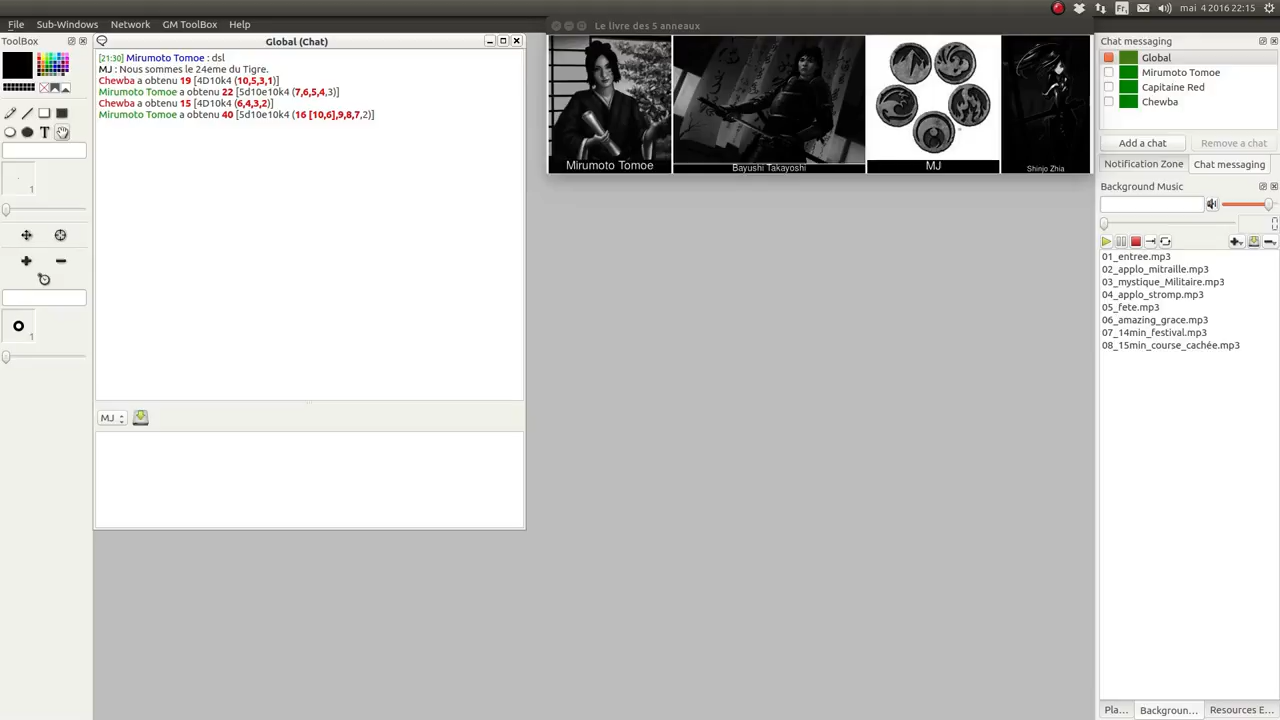 Le livre des 5 anneaux
Fr₁
mai 4 2016 22:15
File Sub-Windows Network GM ToolBox Help
ToolBox
1
1
Global (Chat)
[21:30] Mirumoto Tomoe : dsl
MJ : Nous sommes le 24eme du Tigre.
Chewba a obtenu 19 [4D10k4 (10,5,3,1)]
Mirumoto Tomoe a obtenu 22 [5d10e10k4 (7,6,5,4,3)]
Chewba a obtenu 15 [4D10k4 (6,4,3,2)]
Mirumoto Tomoe a obtenu 40 [5d10e10k4 (16 [10,6],9,8,7,2)]
MJ
Mirumoto Tomoe
Bayushi Takayoshi
MJ
Shinjo Zhia
Chat messaging
Global
Mirumoto Tomoe
Capitaine Red
Chewba
Add a chat Remove a chat
Notification Zone Chat messaging
Background Music
01_entree.mp3
02_applo_mitraille.mp3
03_mystique_Militaire.mp3
04_applo_stromp.mp3
05_fete.mp3
06_amazing_grace.mp3
07_14min_festival.mp3
08_15min_course_cachée.mp3
Pla... Backgroun... Resources E...